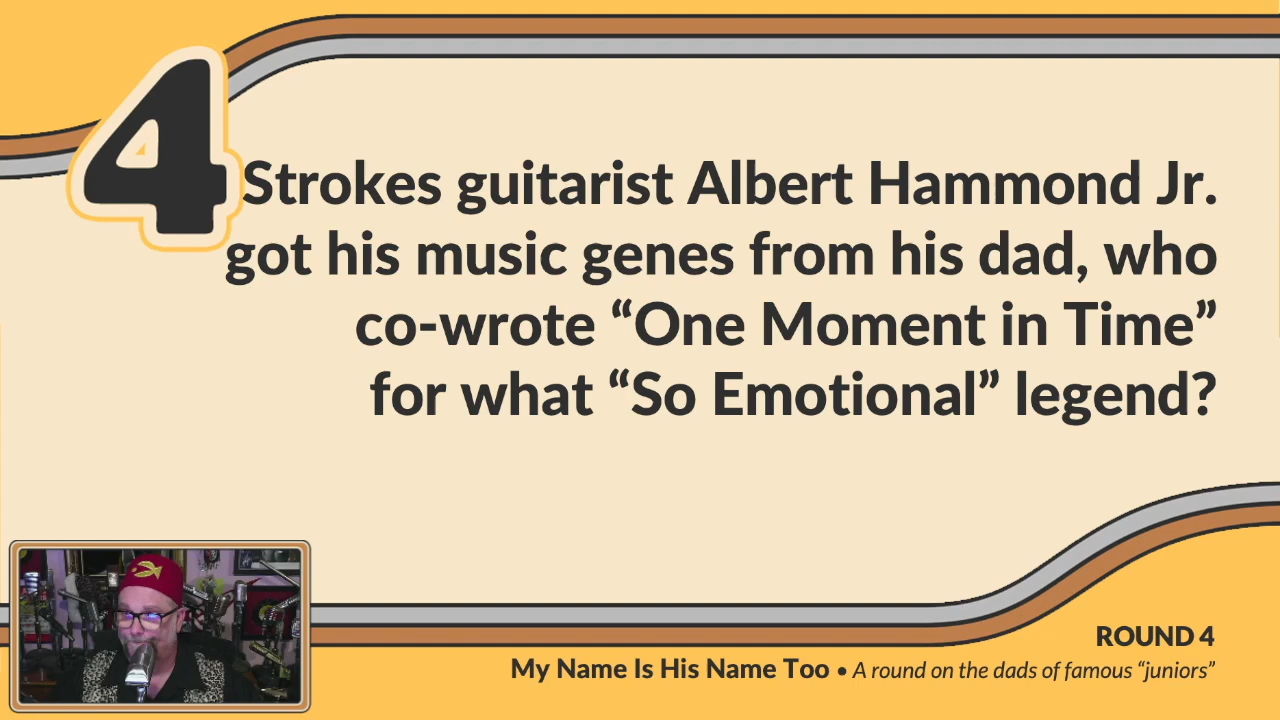 4
Strokes guitarist Albert Hammond Jr.
got his music genes from his dad, who
co-wrote “One Moment in Time”
for what “So Emotional” legend?
ROUND 4
My Name Is His Name Too • A round on the dads of famous “juniors”